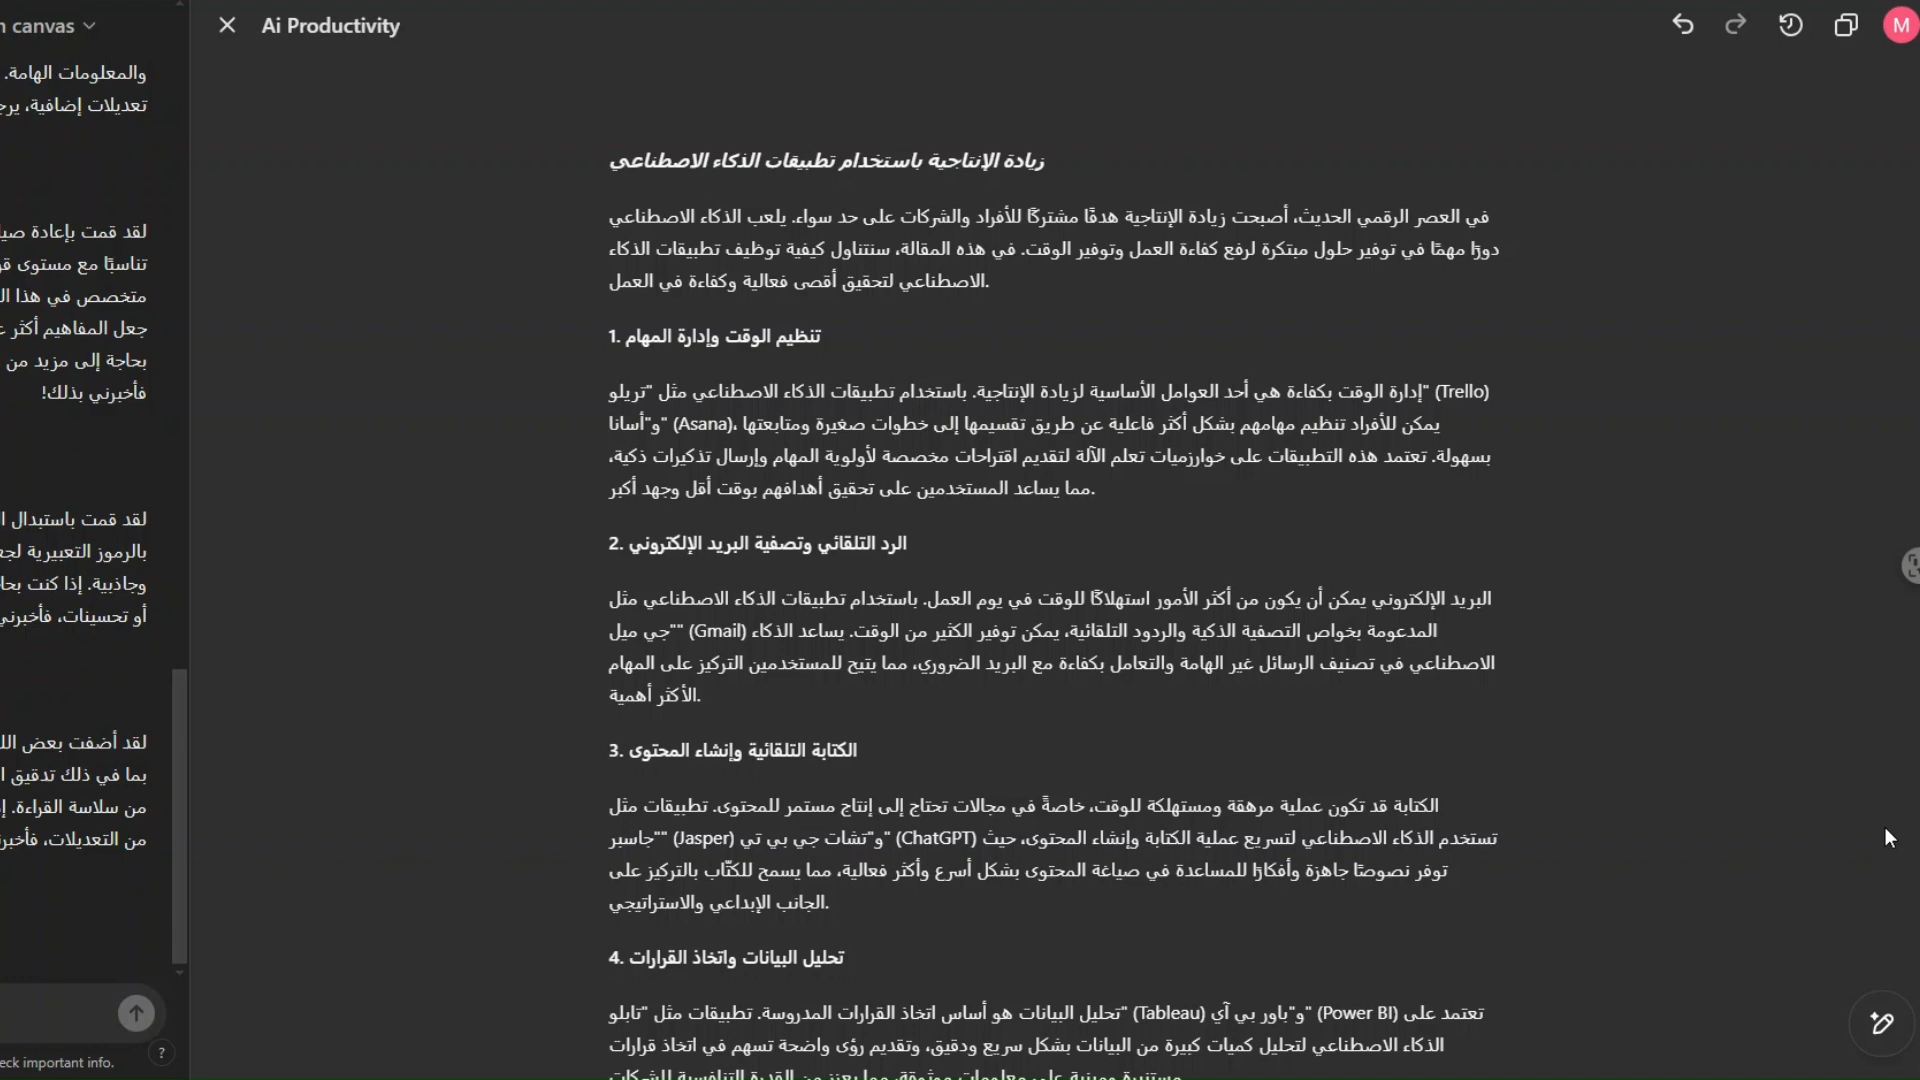 canvas
Ai Productivity
M
والمعلومات الهامة.
تعديلات إضافية،
لقد قمت بإعادة
تناسبًا مع مستوى
متخصص في هذا
جعل المفاهيم أكثر
بحاجة إلى مزيد من
فأخبرني بذلك!
لقد قمت باستبدال
بالرموز التعبيرية
وجاذبية. إذا كنت
أو تحسينات، فأخبرني
لقد أضفت بعض
بما في ذلك تدقيق
من سلاسة القراءة.
من التعديلات،
important info.
?
زيادة الإنتاجية باستخدام تطبيقات الذكاء الاصطناعي
في العصر الرقمي الحديث، أصبحت زيادة الإنتاجية هدفًا مشتركًا للأفراد والشركات على حد سواء. يلعب الذكاء الاصطناعي
دورًا مهمًا في توفير حلول مبتكرة لرفع كفاءة العمل وتوفير الوقت. في هذه المقالة، سنتناول كيفية توظيف تطبيقات الذكاء
الاصطناعي لتحقيق أقصى فعالية وكفاءة في العمل.
1. تنظيم الوقت وإدارة المهام
إدارة الوقت بكفاءة هي أحد العوامل الأساسية لزيادة الإنتاجية. باستخدام تطبيقات الذكاء الاصطناعي مثل "تريلو" (Trello)
و"أسانا" (Asana)، يمكن للأفراد تنظيم مهامهم بشكل أكثر فاعلية عن طريق تقسيمها إلى خطوات صغيرة ومتابعتها
بسهولة. تعتمد هذه التطبيقات على خوارزميات تعلم الآلة لتقديم اقتراحات مخصصة لأولوية المهام وإرسال تذكيرات ذكية،
مما يساعد المستخدمين على تحقيق أهدافهم بوقت أقل وجهد أكبر.
2. الرد التلقائي وتصفية البريد الإلكتروني
البريد الإلكتروني يمكن أن يكون من أكثر الأمور استهلاكًا للوقت في يوم العمل. باستخدام تطبيقات الذكاء الاصطناعي مثل
"جي ميل" (Gmail) المدعومة بخواص التصفية الذكية والردود التلقائية، يمكن توفير الكثير من الوقت. يساعد الذكاء
الاصطناعي في تصنيف الرسائل غير الهامة والتعامل بكفاءة مع البريد الضروري، مما يتيح للمستخدمين التركيز على المهام
الأكثر أهمية.
3. الكتابة التلقائية وإنشاء المحتوى
الكتابة قد تكون عملية مرهقة ومستهلكة للوقت، خاصةً في مجالات تحتاج إلى إنتاج مستمر للمحتوى. تطبيقات مثل
"جاسبر" (Jasper) و"تشات جي بي تي" (ChatGPT) تستخدم الذكاء الاصطناعي لتسريع عملية الكتابة وإنشاء المحتوى، حيث
توفر نصوصًا جاهزة وأفكارًا للمساعدة في صياغة المحتوى بشكل أسرع وأكثر فعالية، مما يسمح للكتّاب بالتركيز على
الجانب الإبداعي والاستراتيجي.
4. تحليل البيانات واتخاذ القرارات
تحليل البيانات هو أساس اتخاذ القرارات المدروسة. تطبيقات مثل "تابلو" (Tableau) و"باور بي آي" (Power BI) تعتمد على
الذكاء الاصطناعي لتحليل كميات كبيرة من البيانات بشكل سريع ودقيق، وتقديم رؤى واضحة تسهم في اتخاذ قرارات
مستنيرة ومبنية على معلومات موثوقة، مما يعزز من القدرة التنافسية للشركات